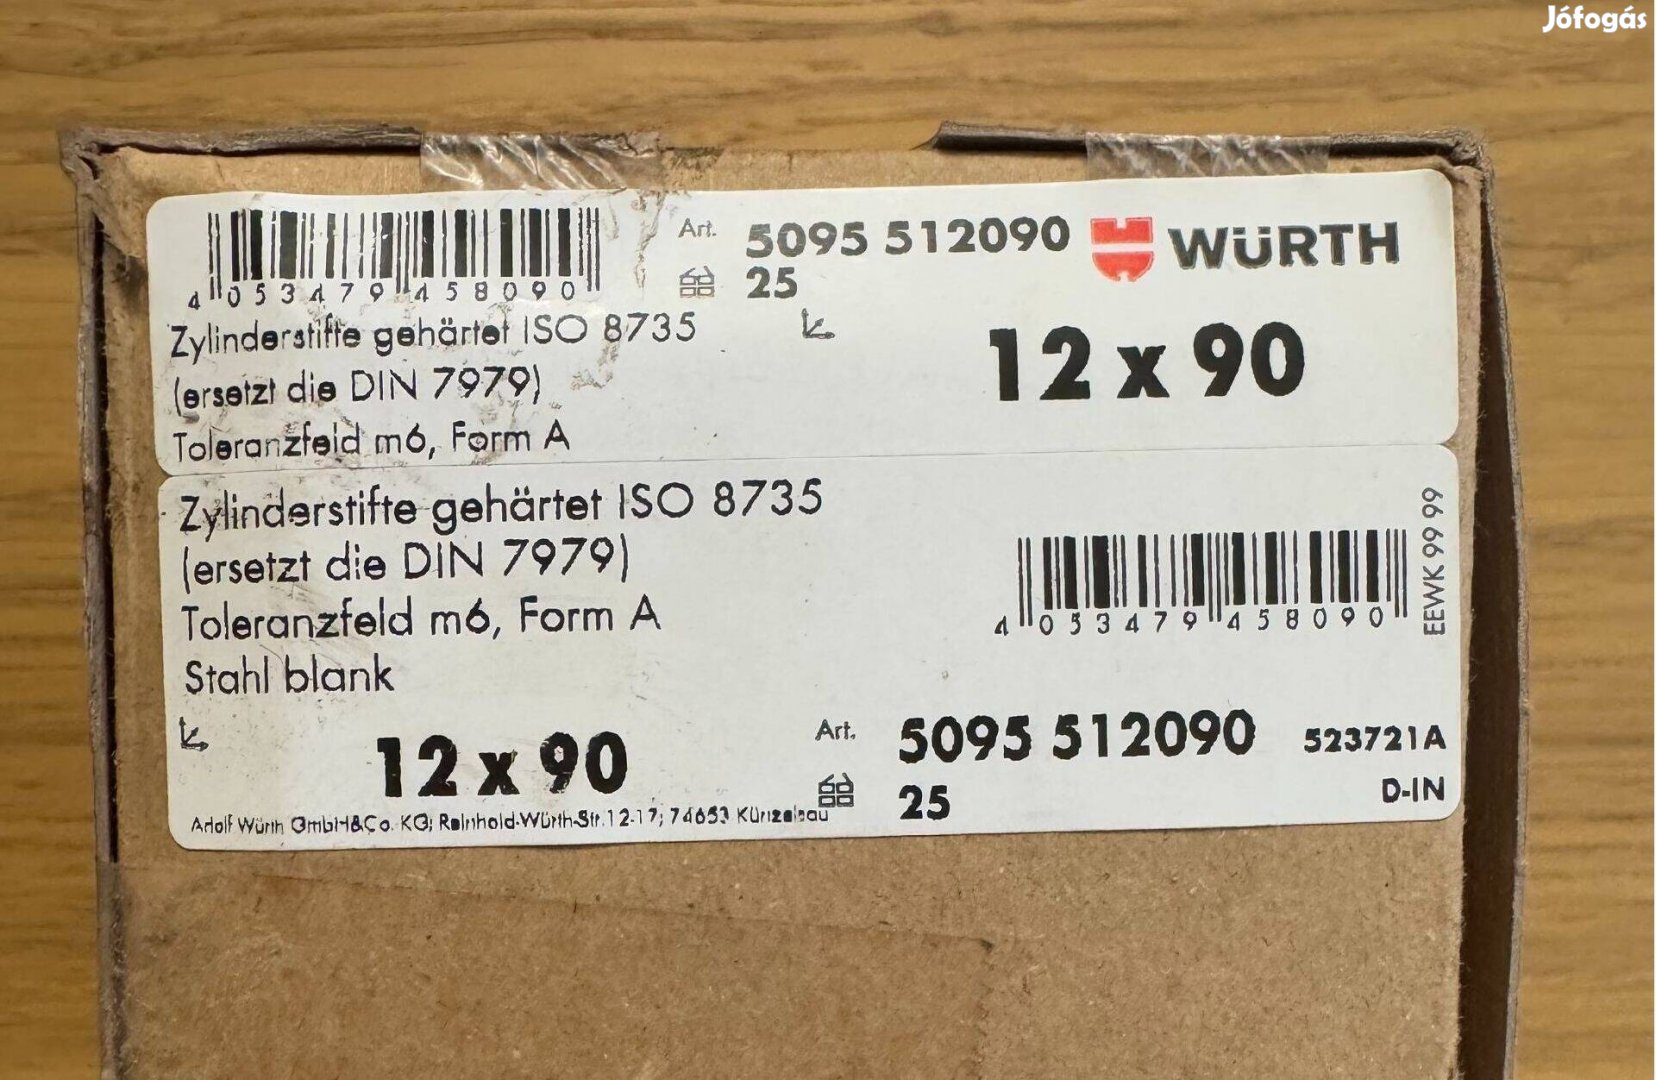 Jófogás
Art. 5095 512090 WÜRTH
25
4 053479 458090
Zylinderstifte gehärtet ISO 8735
(ersetzt die DIN 7979)
Toleranzfeld m6, Form A
12 x 90
Zylinderstifte gehärtet ISO 8735
(ersetzt die DIN 7979)
Toleranzfeld m6, Form A
Stahl blank
4 053479 458090
EEWK 99 99
12 x 90
Art. 5095 512090 523721A
25
D-IN
Adolf Würth GmbH&Co. KG; Reinhold-Würth-Str.12-17; 74653 Künzelsau